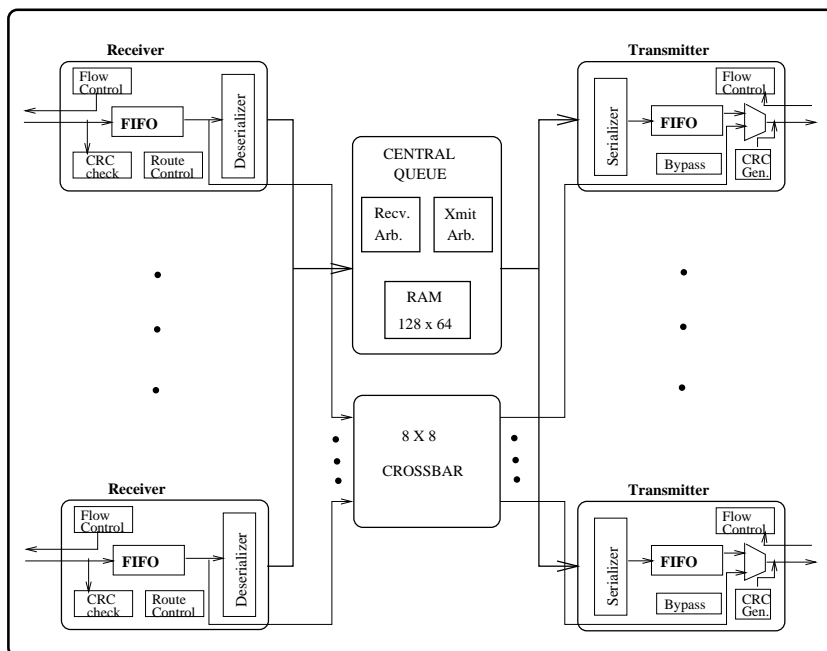 Receiver
Flow
Control
FIFO
Deserializer
CRC
check
Route
Control
CENTRAL
QUEUE
Recv.
Arb.
Xmit
Arb.
RAM
128 x 64
Transmitter
Flow
Control
Serializer
FIFO
Bypass
CRC
Gen.
8 X 8
CROSSBAR
Receiver
Flow
Control
FIFO
Deserializer
CRC
check
Route
Control
Transmitter
Flow
Control
Serializer
FIFO
Bypass
CRC
Gen.